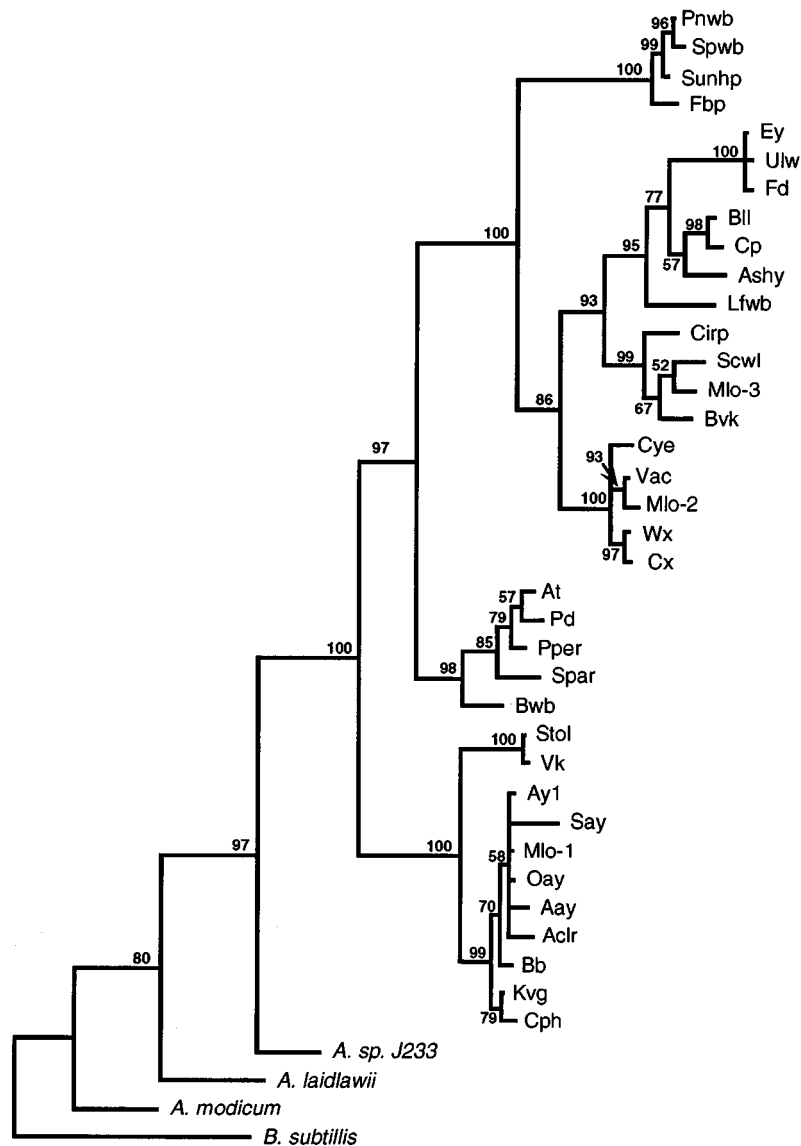 96 Pnwb
Spwb
99
Sunhp
100
Fbp
Ey
100 Ulw
Fd
77
Bll
98
Cp
95
57
Ashy
Lfwb
93
Cirp
99
52 Scwl
Mlo-3
86
67
Bvk
100
Cye
93
Vac
100 Mlo-2
Wx
97
Cx
97
At
57
Pd
79
Pper
85
98
Spar
Bwb
100
Stol
100
Vk
Ay1
Say
97
100
Mlo-1
58
Oay
Aay
70
Aclr
99
Bb
80
Kvg
79 Cph
A. sp. J233
A. laidlawii
A. modicum
B. subtillis